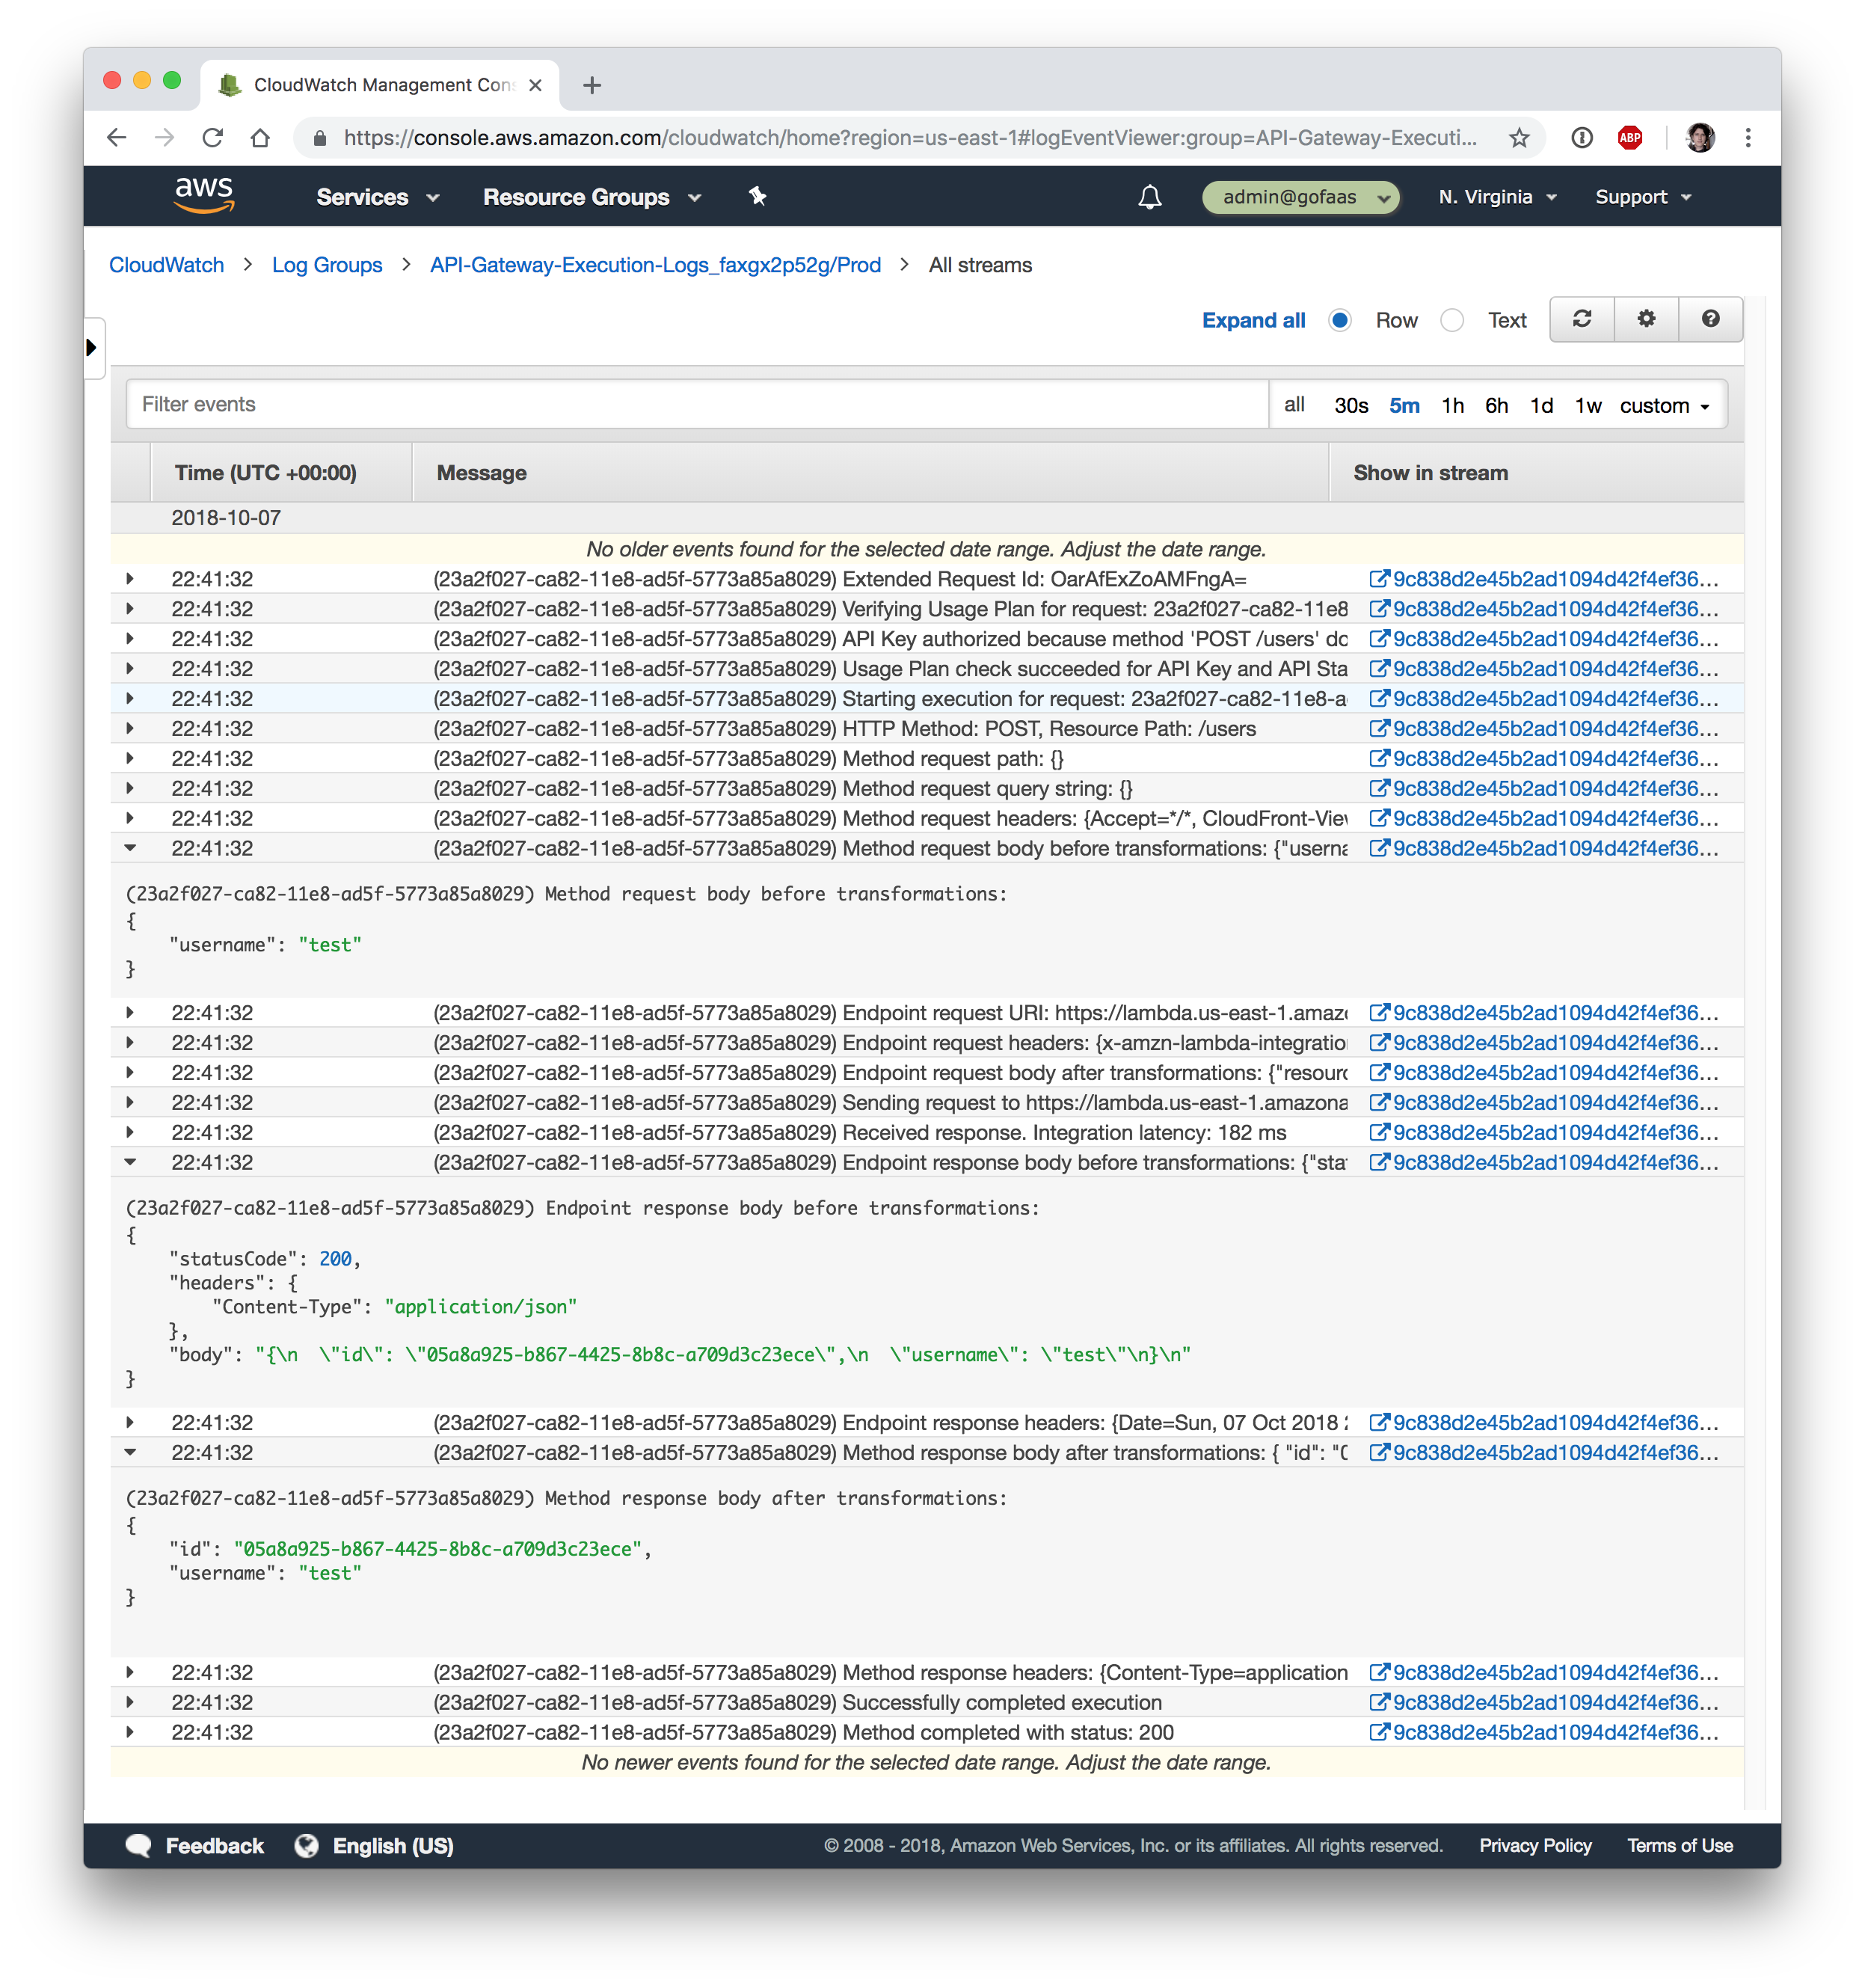 CloudWatch Management Con
https://console.aws.amazon.com/cloudwatch/home?region=us-east-1#logEventViewer:group=API-Gateway-Executi...
ABP
aws Services Resource Groups admin@gofaas N. Virginia Support
CloudWatch > Log Groups > API-Gateway-Execution-Logs_faxgx2p52g/Prod > All streams
Expand all Row Text
Filter events all 30s 5m 1h 6h 1d 1w custom
Time (UTC +00:00) Message Show in stream
2018-10-07
No older events found for the selected date range. Adjust the date range.
22:41:32 (23a2f027-ca82-11e8-ad5f-5773a85a8029) Extended Request Id: OarAfExZoAMFngA= 9c838d2e45b2ad1094d42f4ef36...
22:41:32 (23a2f027-ca82-11e8-ad5f-5773a85a8029) Verifying Usage Plan for request: 23a2f027-ca82-11e8 9c838d2e45b2ad1094d42f4ef36...
22:41:32 (23a2f027-ca82-11e8-ad5f-5773a85a8029) API Key authorized because method 'POST /users' do 9c838d2e45b2ad1094d42f4ef36...
22:41:32 (23a2f027-ca82-11e8-ad5f-5773a85a8029) Usage Plan check succeeded for API Key and API Sta 9c838d2e45b2ad1094d42f4ef36...
22:41:32 (23a2f027-ca82-11e8-ad5f-5773a85a8029) Starting execution for request: 23a2f027-ca82-11e8-a 9c838d2e45b2ad1094d42f4ef36...
22:41:32 (23a2f027-ca82-11e8-ad5f-5773a85a8029) HTTP Method: POST, Resource Path: /users 9c838d2e45b2ad1094d42f4ef36...
22:41:32 (23a2f027-ca82-11e8-ad5f-5773a85a8029) Method request path: {} 9c838d2e45b2ad1094d42f4ef36...
22:41:32 (23a2f027-ca82-11e8-ad5f-5773a85a8029) Method request query string: {} 9c838d2e45b2ad1094d42f4ef36...
22:41:32 (23a2f027-ca82-11e8-ad5f-5773a85a8029) Method request headers: {Accept=*/*, CloudFront-Viev 9c838d2e45b2ad1094d42f4ef36...
22:41:32 (23a2f027-ca82-11e8-ad5f-5773a85a8029) Method request body before transformations: {"userna 9c838d2e45b2ad1094d42f4ef36...
(23a2f027-ca82-11e8-ad5f-5773a85a8029) Method request body before transformations:
{
"username": "test"
}
22:41:32 (23a2f027-ca82-11e8-ad5f-5773a85a8029) Endpoint request URI: https://lambda.us-east-1.amaz 9c838d2e45b2ad1094d42f4ef36...
22:41:32 (23a2f027-ca82-11e8-ad5f-5773a85a8029) Endpoint request headers: {x-amzn-lambda-integratio 9c838d2e45b2ad1094d42f4ef36...
22:41:32 (23a2f027-ca82-11e8-ad5f-5773a85a8029) Endpoint request body after transformations: {"resour 9c838d2e45b2ad1094d42f4ef36...
22:41:32 (23a2f027-ca82-11e8-ad5f-5773a85a8029) Sending request to https://lambda.us-east-1.amazona 9c838d2e45b2ad1094d42f4ef36...
22:41:32 (23a2f027-ca82-11e8-ad5f-5773a85a8029) Received response. Integration latency: 182 ms 9c838d2e45b2ad1094d42f4ef36...
22:41:32 (23a2f027-ca82-11e8-ad5f-5773a85a8029) Endpoint response body before transformations: {"sta 9c838d2e45b2ad1094d42f4ef36...
(23a2f027-ca82-11e8-ad5f-5773a85a8029) Endpoint response body before transformations:
{
"statusCode": 200,
"headers": {
"Content-Type": "application/json"
},
"body": "{\n  \"id\": \"05a8a925-b867-4425-8b8c-a709d3c23ece\",\n  \"username\": \"test\"\n}\n"
}
22:41:32 (23a2f027-ca82-11e8-ad5f-5773a85a8029) Endpoint response headers: {Date=Sun, 07 Oct 2018 9c838d2e45b2ad1094d42f4ef36...
22:41:32 (23a2f027-ca82-11e8-ad5f-5773a85a8029) Method response body after transformations: { "id": "0 9c838d2e45b2ad1094d42f4ef36...
(23a2f027-ca82-11e8-ad5f-5773a85a8029) Method response body after transformations:
{
"id": "05a8a925-b867-4425-8b8c-a709d3c23ece",
"username": "test"
}
22:41:32 (23a2f027-ca82-11e8-ad5f-5773a85a8029) Method response headers: {Content-Type=application 9c838d2e45b2ad1094d42f4ef36...
22:41:32 (23a2f027-ca82-11e8-ad5f-5773a85a8029) Successfully completed execution 9c838d2e45b2ad1094d42f4ef36...
22:41:32 (23a2f027-ca82-11e8-ad5f-5773a85a8029) Method completed with status: 200 9c838d2e45b2ad1094d42f4ef36...
No newer events found for the selected date range. Adjust the date range.
Feedback English (US) © 2008 - 2018, Amazon Web Services, Inc. or its affiliates. All rights reserved. Privacy Policy Terms of Use